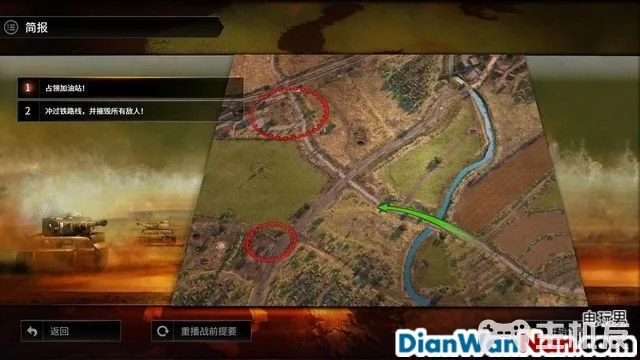 简报
1 占领加油站！
2 冲过铁路线，并摧毁所有敌人！
返回
重播战前提要
电玩男
DianWanNan.com